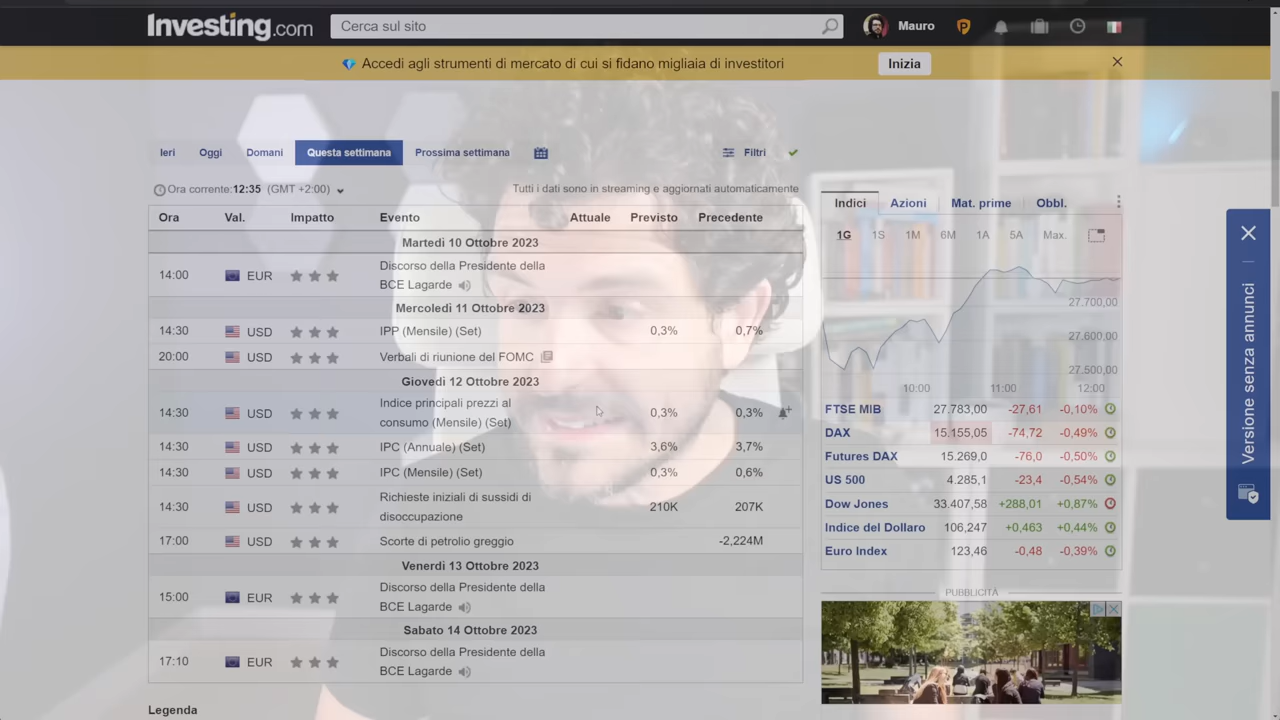 Investing.com
Cerca sul sito
Mauro
Accedi agli strumenti di mercato di cui si fidano migliaia di investitori
Inizia
Ieri Oggi Domani Questa settimana Prossima settimana Filtri
Ora corrente: 12:35 (GMT +2:00)
Tutti i dati sono in streaming e aggiornati automaticamente
Ora Val. Impatto Evento Attuale Previsto Precedente
Martedì 10 Ottobre 2023
14:00 EUR Discorso della Presidente della
BCE Lagarde
Mercoledì 11 Ottobre 2023
14:30 USD IPP (Mensile) (Set) 0,3% 0,7%
20:00 USD Verbali di riunione del FOMC
Giovedì 12 Ottobre 2023
14:30 USD Indice principali prezzi al
consumo (Mensile) (Set) 0,3% 0,3%
14:30 USD IPC (Annuale) (Set) 3,6% 3,7%
14:30 USD IPC (Mensile) (Set) 0,3% 0,6%
14:30 USD Richieste iniziali di sussidi di
disoccupazione 210K 207K
17:00 USD Scorte di petrolio greggio -2,224M
Venerdì 13 Ottobre 2023
15:00 EUR Discorso della Presidente della
BCE Lagarde
Sabato 14 Ottobre 2023
17:10 EUR Discorso della Presidente della
BCE Lagarde
Legenda
Indici Azioni Mat. prime Obbl.
1G 1S 1M 6M 1A 5A Max.
27.700,00
27.600,00
27.500,00
10:00 11:00 12:00
FTSE MIB 27.783,00 -27,61 -0,10%
DAX 15.155,05 -74,72 -0,49%
Futures DAX 15.269,0 -76,0 -0,50%
US 500 4.285,1 -23,4 -0,54%
Dow Jones 33.407,58 +288,01 +0,87%
Indice del Dollaro 106,247 +0,463 +0,44%
Euro Index 123,46 -0,48 -0,39%
PUBBLICITÀ
Versione senza annunci